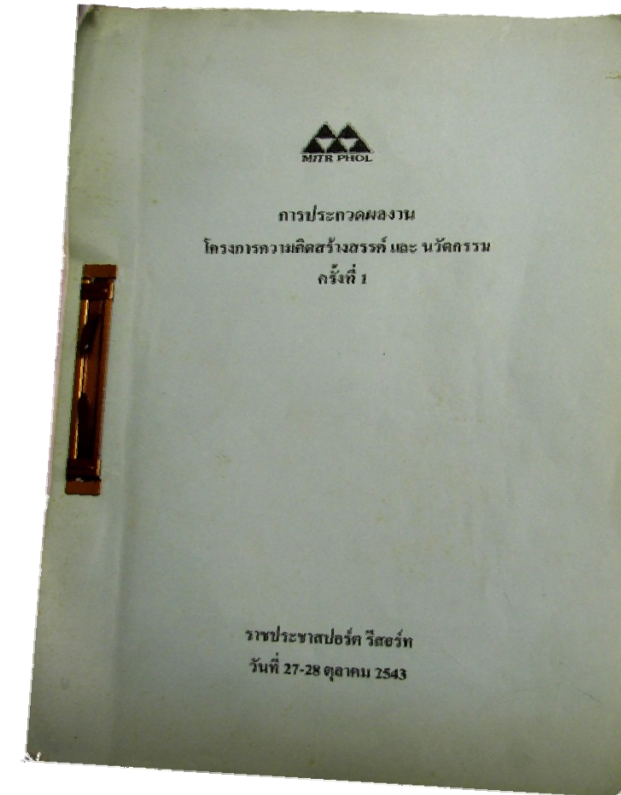 MITR PHOL
การประกวดผลงาน
โครงการความคิดสร้างสรรค์ และ นวัตกรรม
ครั้งที่ 1
ราชประชาสปอร์ต รีสอร์ท
วันที่ 27-28 ตุลาคม 2543